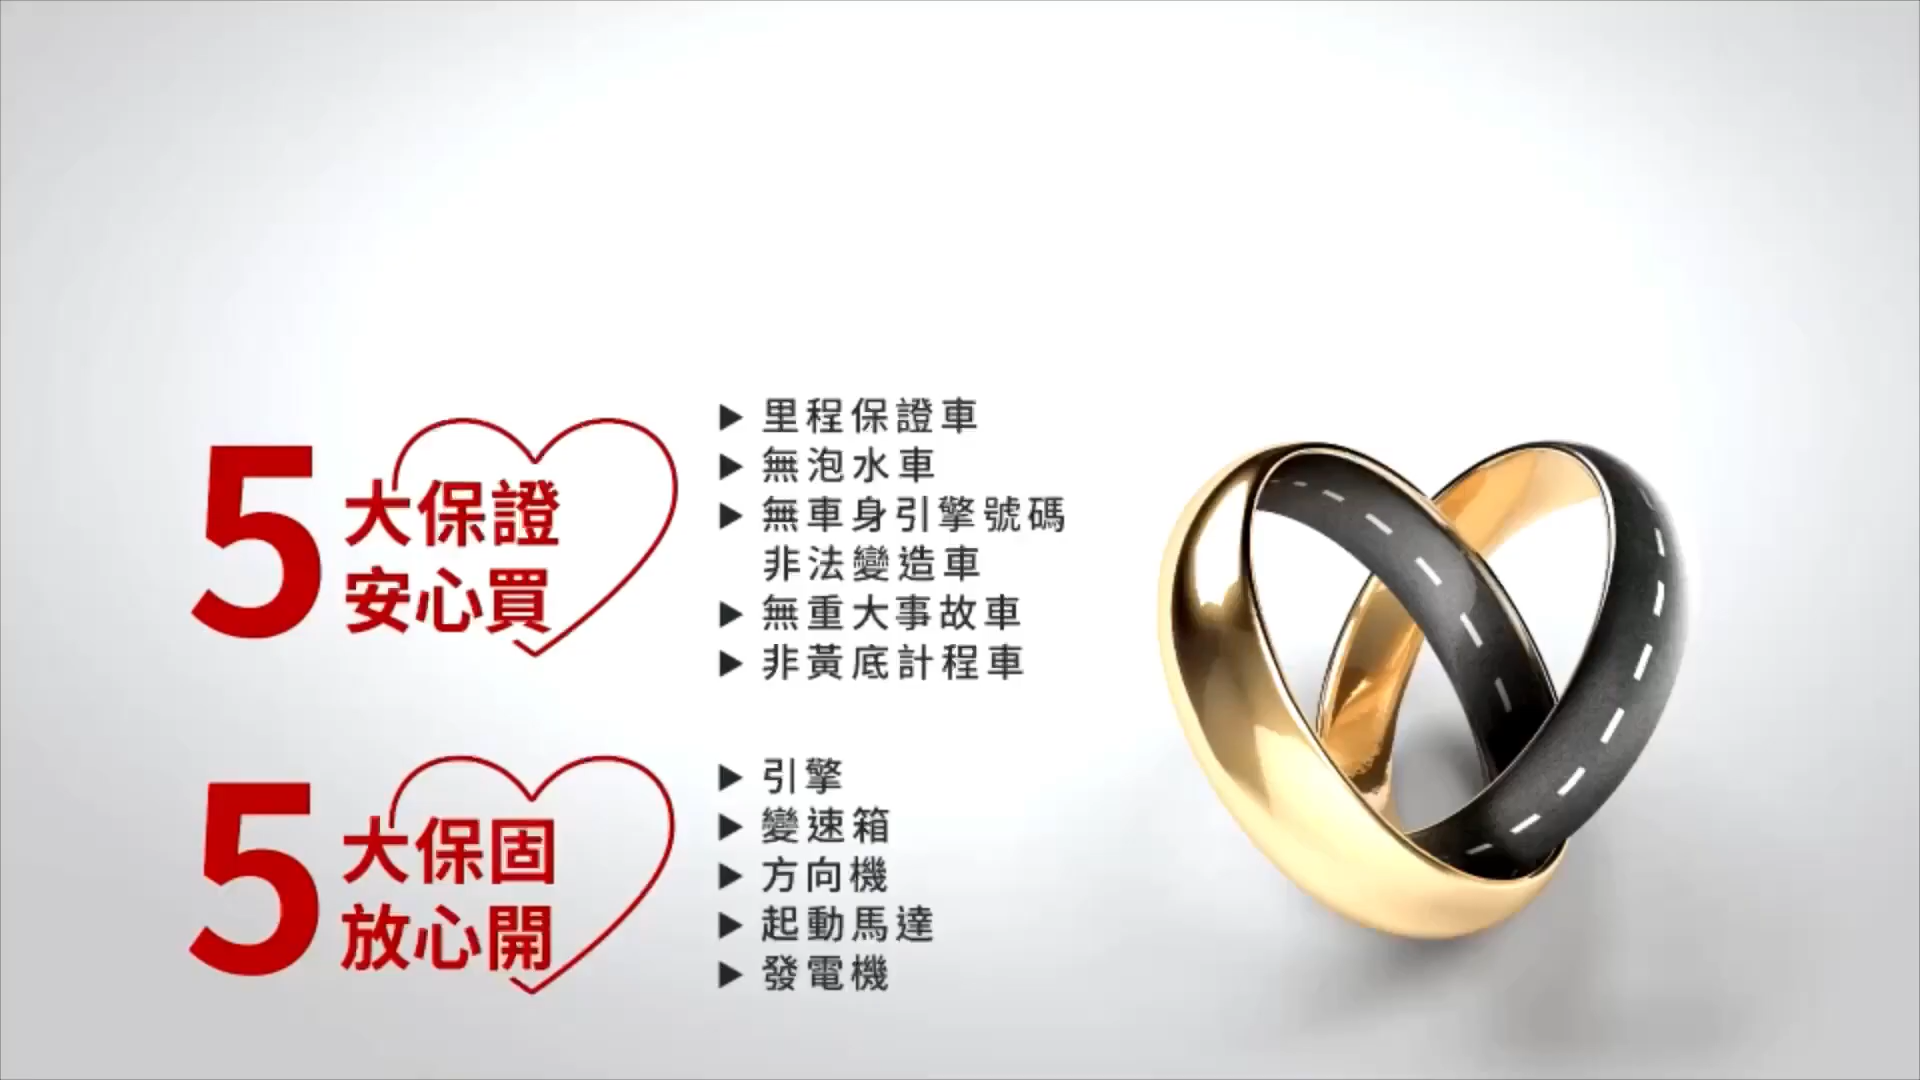 5大保證
安心買
▶ 里程保證車
▶ 無泡水車
▶ 無車身引擎號碼
非法變造車
▶ 無重大事故車
▶ 非黃底計程車
5大保固
放心開
▶ 引擎
▶ 變速箱
▶ 方向機
▶ 起動馬達
▶ 發電機